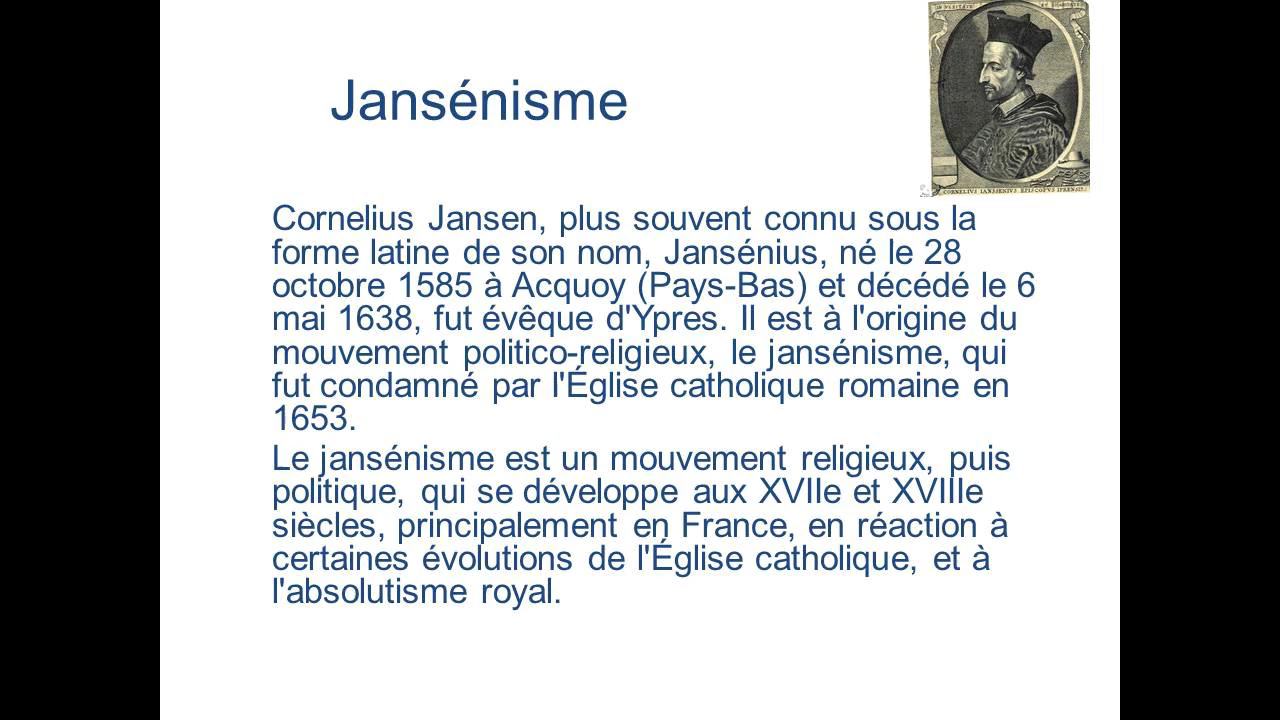 Jansénisme
CORNELIVS IANSSENIVS EPISCOPVS IPRENSIS
Cornelius Jansen, plus souvent connu sous la
forme latine de son nom, Jansénius, né le 28
octobre 1585 à Acquoy (Pays-Bas) et décédé le 6
mai 1638, fut évêque d'Ypres. Il est à l'origine du
mouvement politico-religieux, le jansénisme, qui
fut condamné par l'Église catholique romaine en
1653.
Le jansénisme est un mouvement religieux, puis
politique, qui se développe aux XVIIe et XVIIIe
siècles, principalement en France, en réaction à
certaines évolutions de l'Église catholique, et à
l'absolutisme royal.